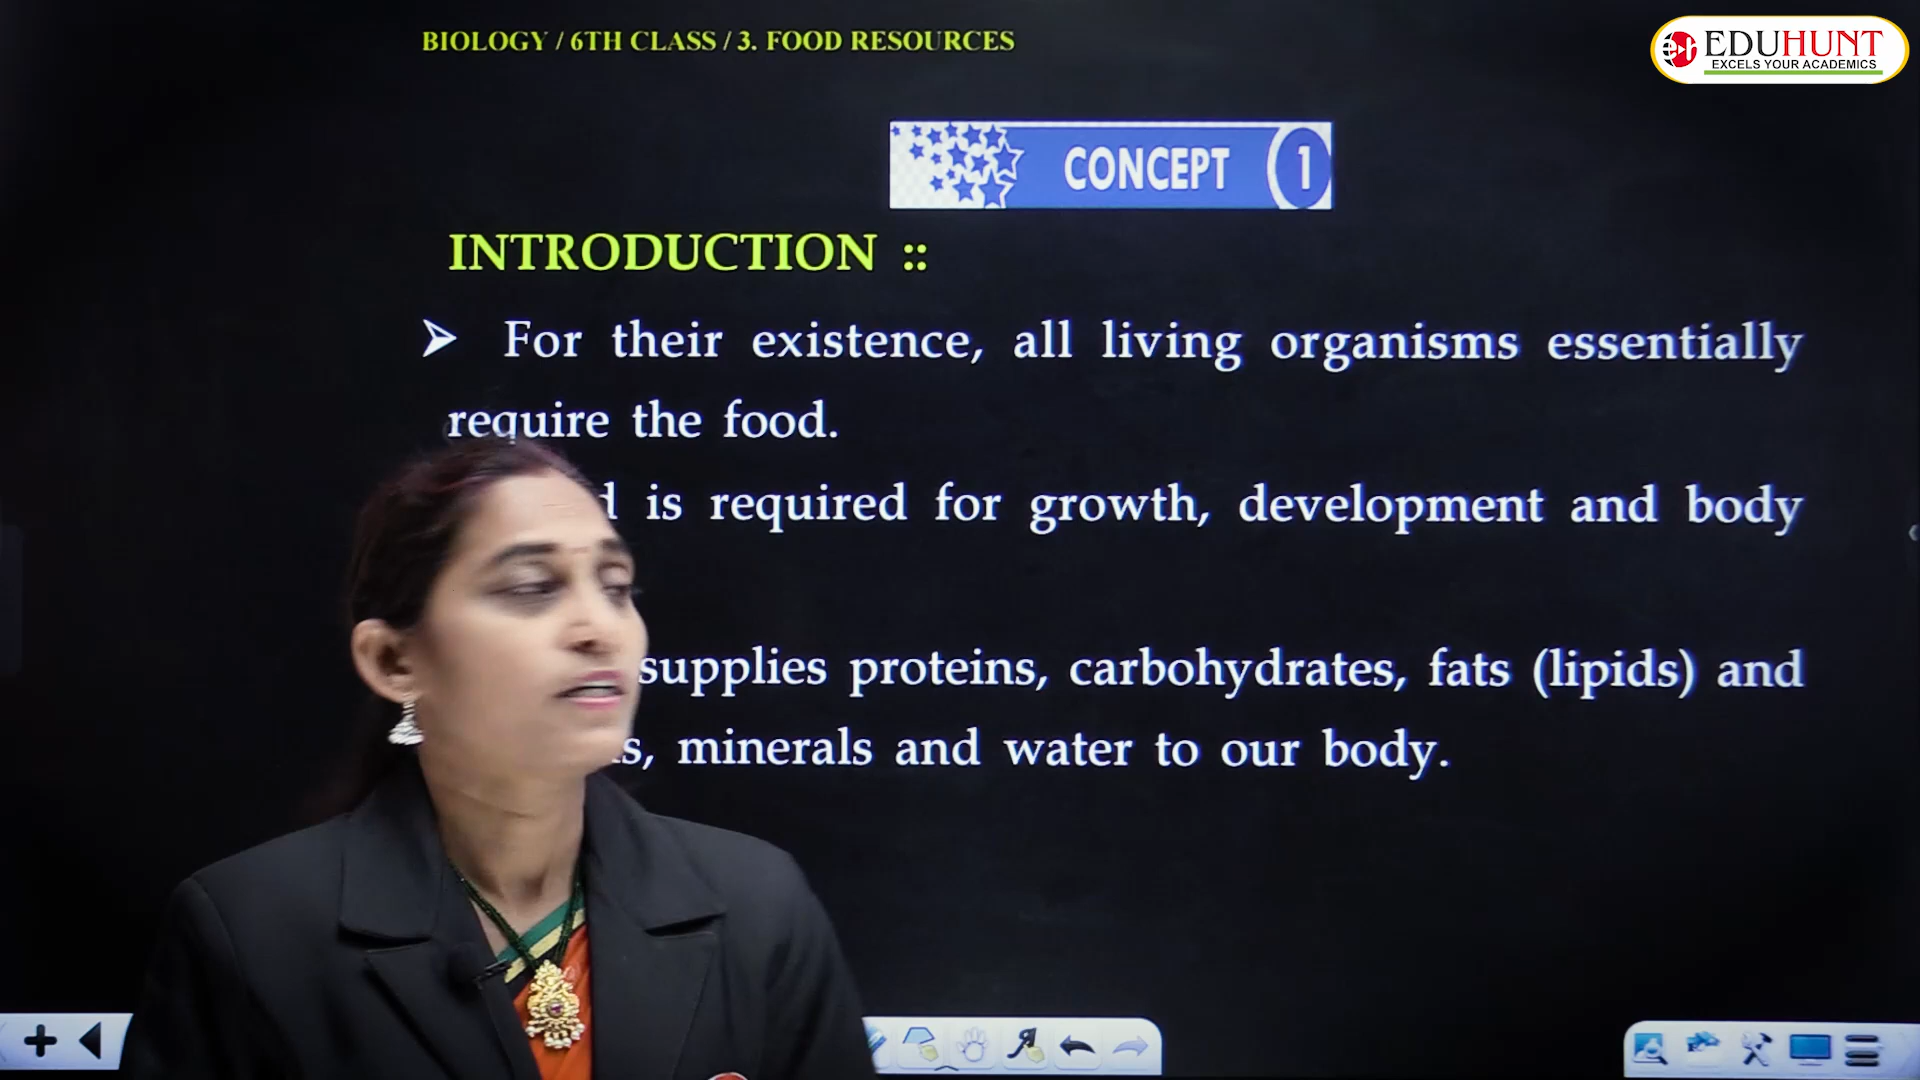 BIOLOGY / 6TH CLASS / 3. FOOD RESOURCES
EDUHUNT
EXCELS YOUR ACADEMICS
CONCEPT 1
INTRODUCTION ::
➢ For their existence, all living organisms essentially
require the food.
is required for growth, development and body
supplies proteins, carbohydrates, fats (lipids) and
minerals and water to our body.